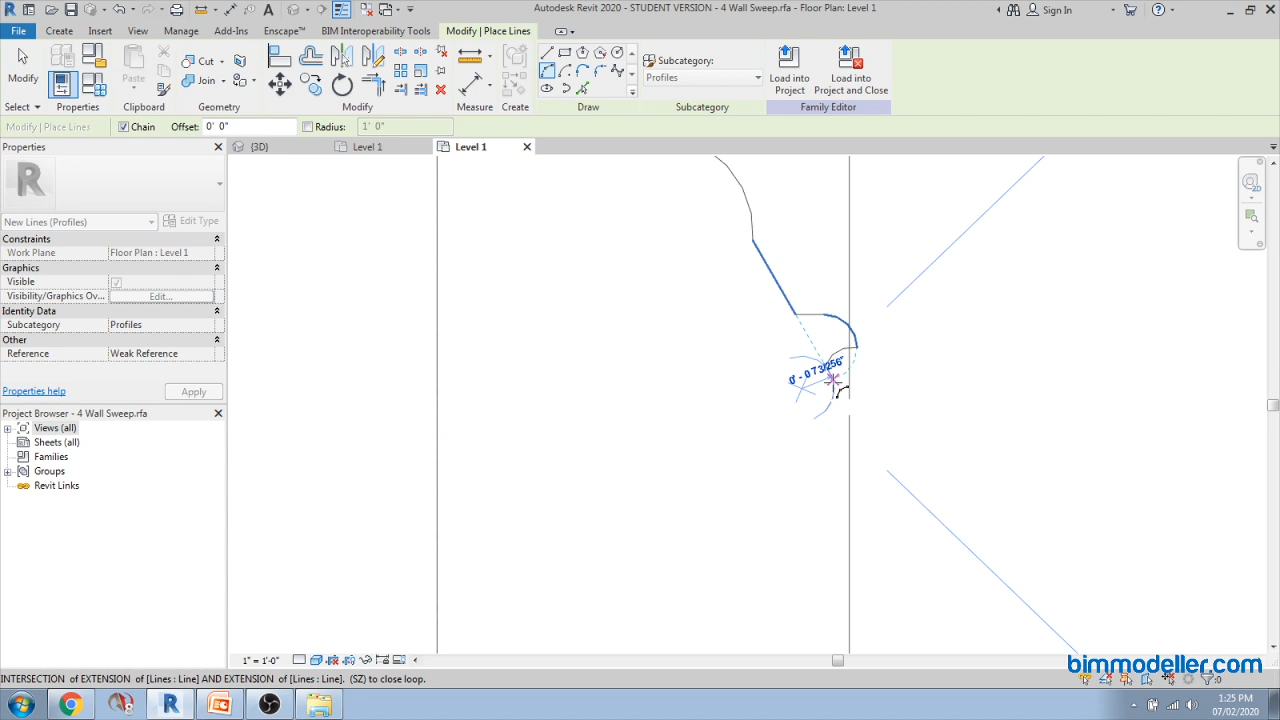 Autodesk Revit 2020 - STUDENT VERSION - 4 Wall Sweep.rfa - Floor Plan: Level 1
Sign In
File Create Insert View Manage Add-Ins Enscape™ BIM Interoperability Tools Modify | Place Lines
Modify
Paste
Cut
Join
Subcategory:
Profiles
Load into
Project
Load into
Project and Close
Select Properties Clipboard Geometry Modify Measure Create Draw Subcategory Family Editor
Modify | Place Lines Chain Offset: 0' 0" Radius: 1' 0"
Properties
{3D} Level 1 Level 1
New Lines (Profiles) Edit Type
Constraints
Work Plane Floor Plan : Level 1
Graphics
Visible
Visibility/Graphics Ov... Edit...
Identity Data
Subcategory Profiles
Other
Reference Weak Reference
Properties help Apply
Project Browser - 4 Wall Sweep.rfa
Views (all)
Sheets (all)
Families
Groups
Revit Links
0' - 0 73/256"
2D
1" = 1'-0"
bimmodeller.com
INTERSECTION of EXTENSION of [Lines : Line] AND EXTENSION of [Lines : Line]. (SZ) to close loop.
:0
1:25 PM
07/02/2020